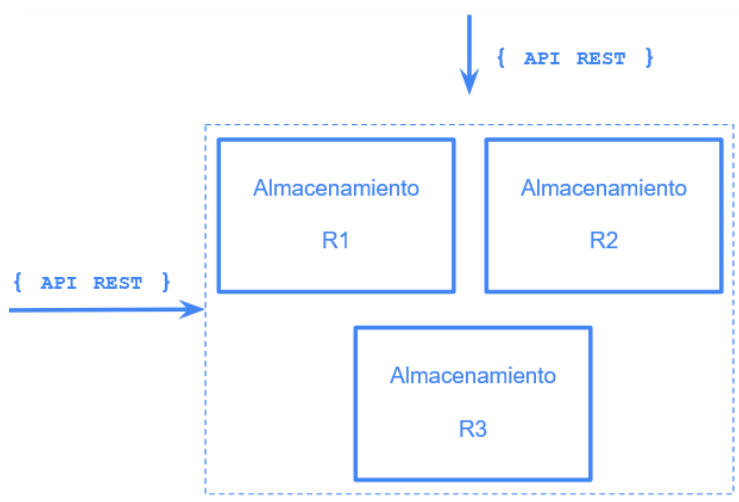 { API REST }
Almacenamiento
R1
Almacenamiento
R2
{ API REST }
Almacenamiento
R3